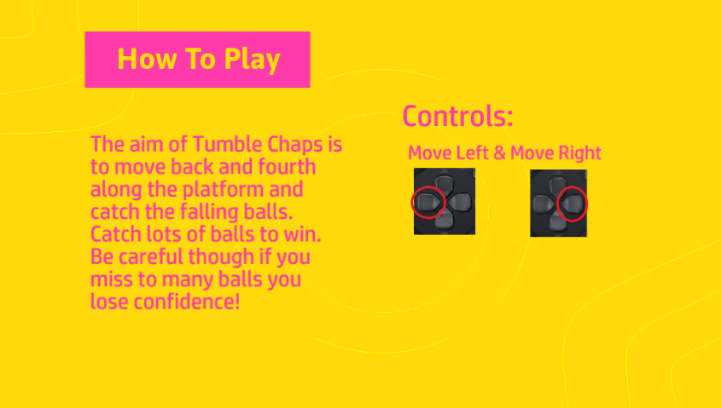 How To Play
The aim of Tumble Chaps is
to move back and fourth
along the platform and
catch the falling balls.
Catch lots of balls to win.
Be careful though if you
miss to many balls you
lose confidence!
Controls:
Move Left & Move Right